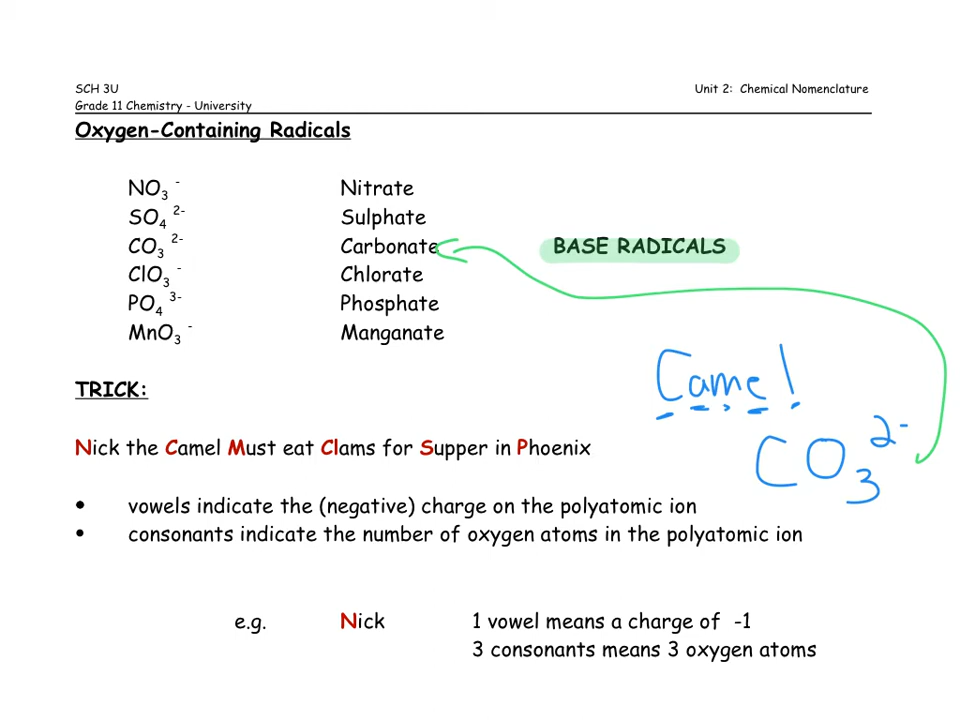 SCH 3U Unit 2: Chemical Nomenclature
Grade 11 Chemistry - University
Oxygen-Containing Radicals
NO₃ ⁻ Nitrate
SO₄ ²⁻ Sulphate
CO₃ ²⁻ Carbonate BASE RADICALS
ClO₃ ⁻ Chlorate
PO₄ ³⁻ Phosphate
MnO₃ ⁻ Manganate
Camel
TRICK:
CO₃²⁻
Nick the Camel Must eat Clams for Supper in Phoenix
• vowels indicate the (negative) charge on the polyatomic ion
• consonants indicate the number of oxygen atoms in the polyatomic ion
e.g. Nick 1 vowel means a charge of -1
3 consonants means 3 oxygen atoms